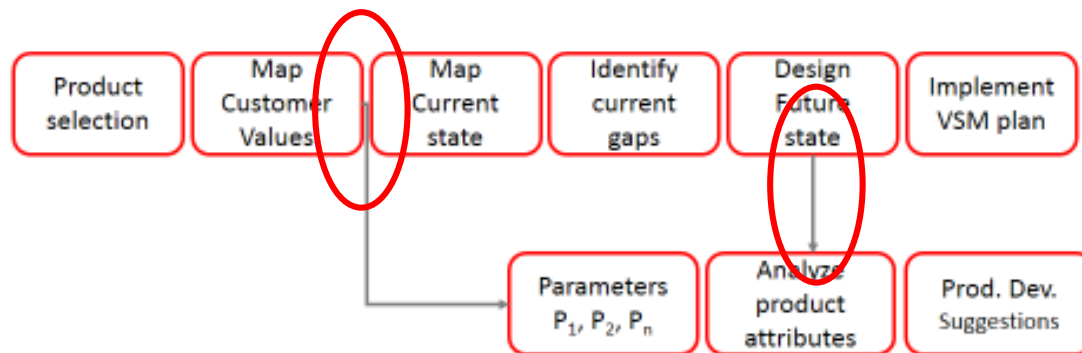 Product
selection
Map
Customer
Values
Map
Current
state
Identify
current
gaps
Design
Future
state
Implement
VSM plan
Parameters
P₁, P₂, Pₙ
Analyze
product
attributes
Prod. Dev.
Suggestions